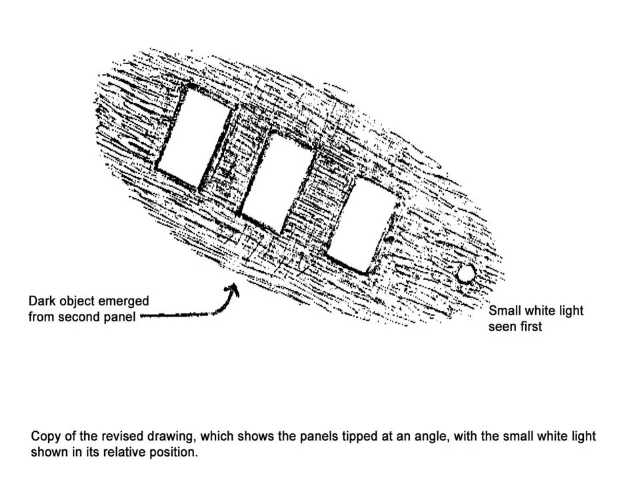 Dark object emerged
from second panel
Small white light
seen first
Copy of the revised drawing, which shows the panels tipped at an angle, with the small white light
shown in its relative position.